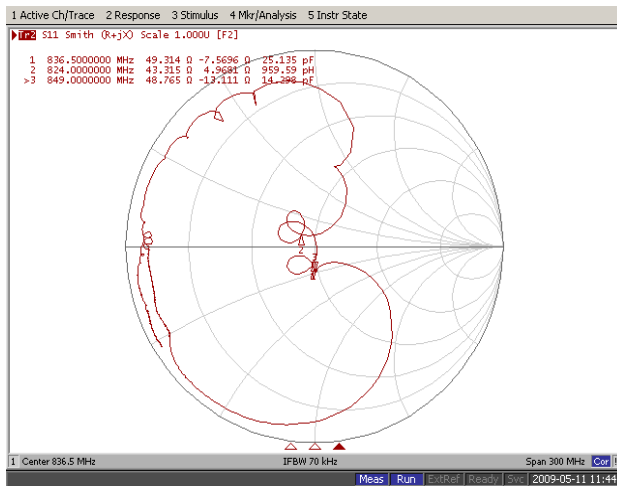 1 Active Ch/Trace 2 Response 3 Stimulus 4 Mkr/Analysis 5 Instr State
Tr2 S11 Smith (R+jX) Scale 1.000U [F2]
1 836.5000000 MHz 49.314 Ω -7.5696 Ω 25.135 pF
2 824.0000000 MHz 43.315 Ω 4.9681 Ω 959.59 pH
>3 849.0000000 MHz 48.765 Ω -13.111 Ω 14.298 pF
2
3
1 Center 836.5 MHz IFBW 70 kHz Span 300 MHz Cor
Meas Run ExtRef Ready Svc 2009-05-11 11:44